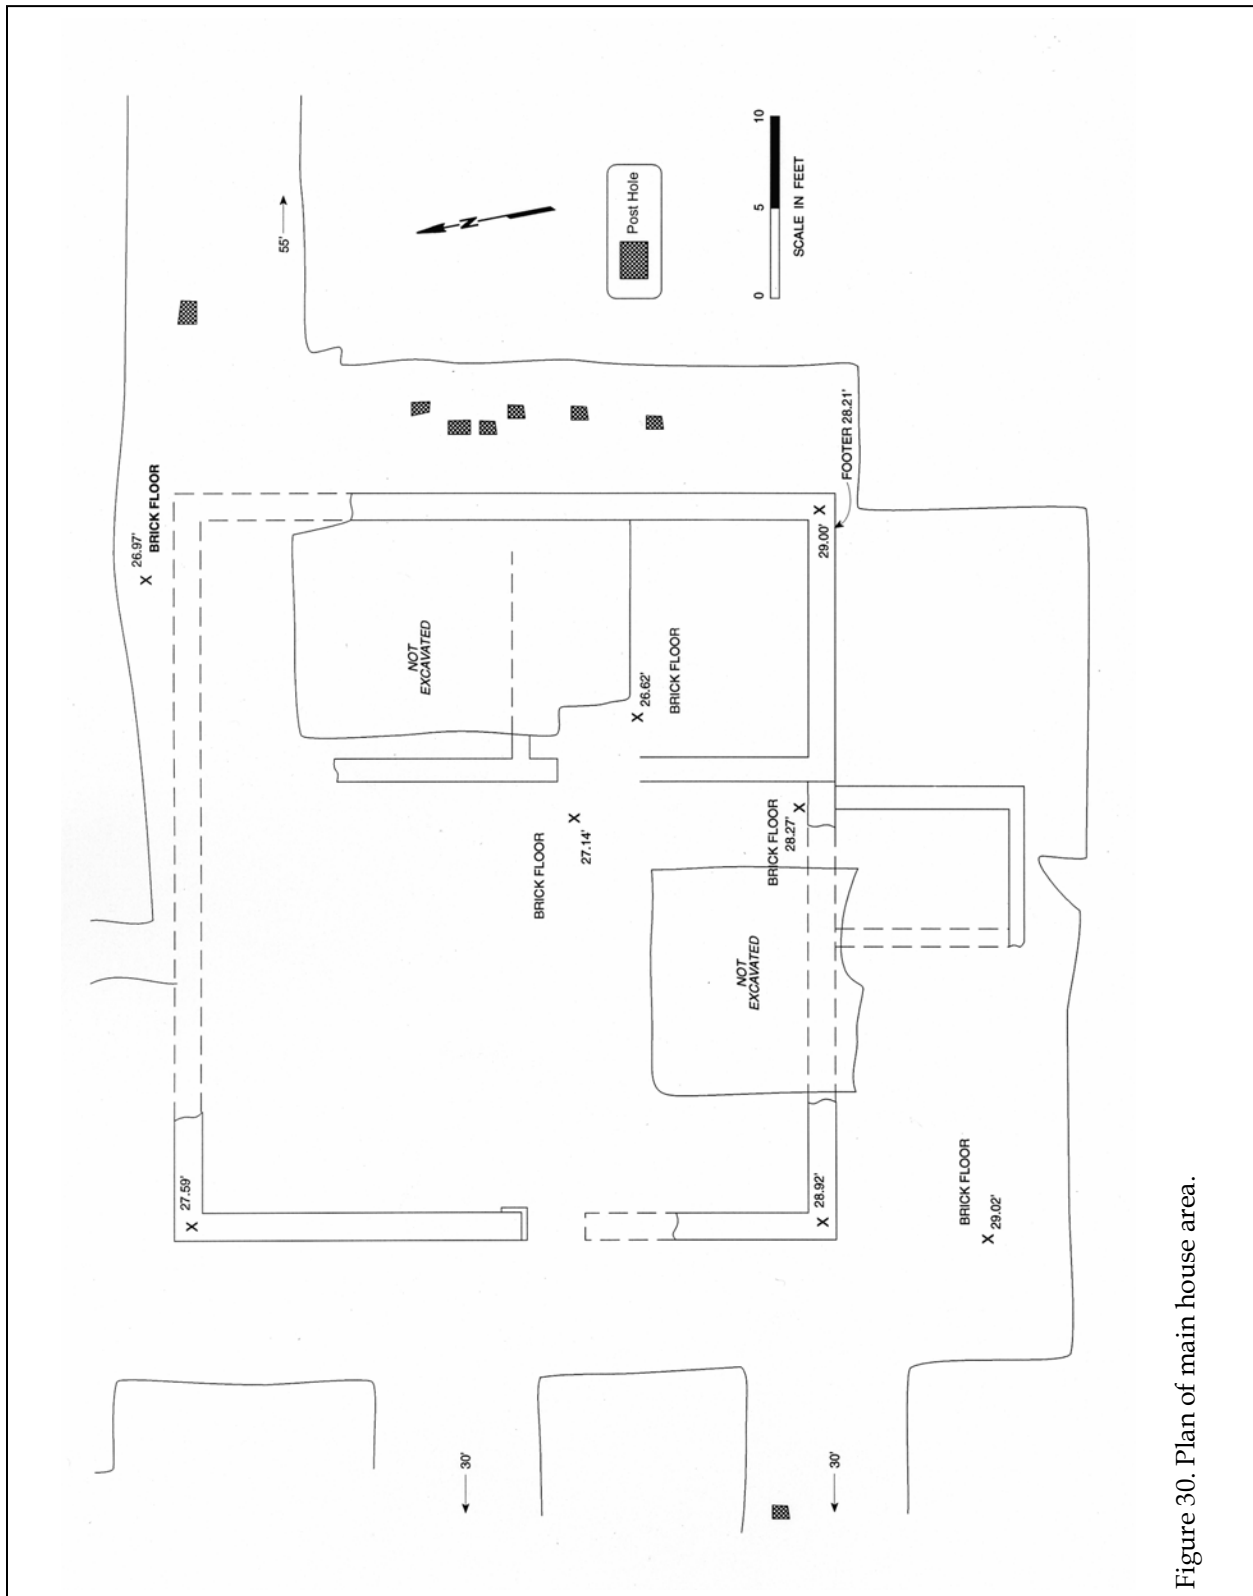 X 26.97'
BRICK FLOOR
X 27.59'
55'
NOT
EXCAVATED
N
30'
BRICK FLOOR
X
27.14'
Post Hole
X 26.62'
BRICK FLOOR
NOT
EXCAVATED
0 5 10
SCALE IN FEET
BRICK FLOOR
28.27'
X
X 28.92'
29.00' X
30'
FOOTER 28.21'
BRICK FLOOR
X 29.02'
Figure 30. Plan of main house area.